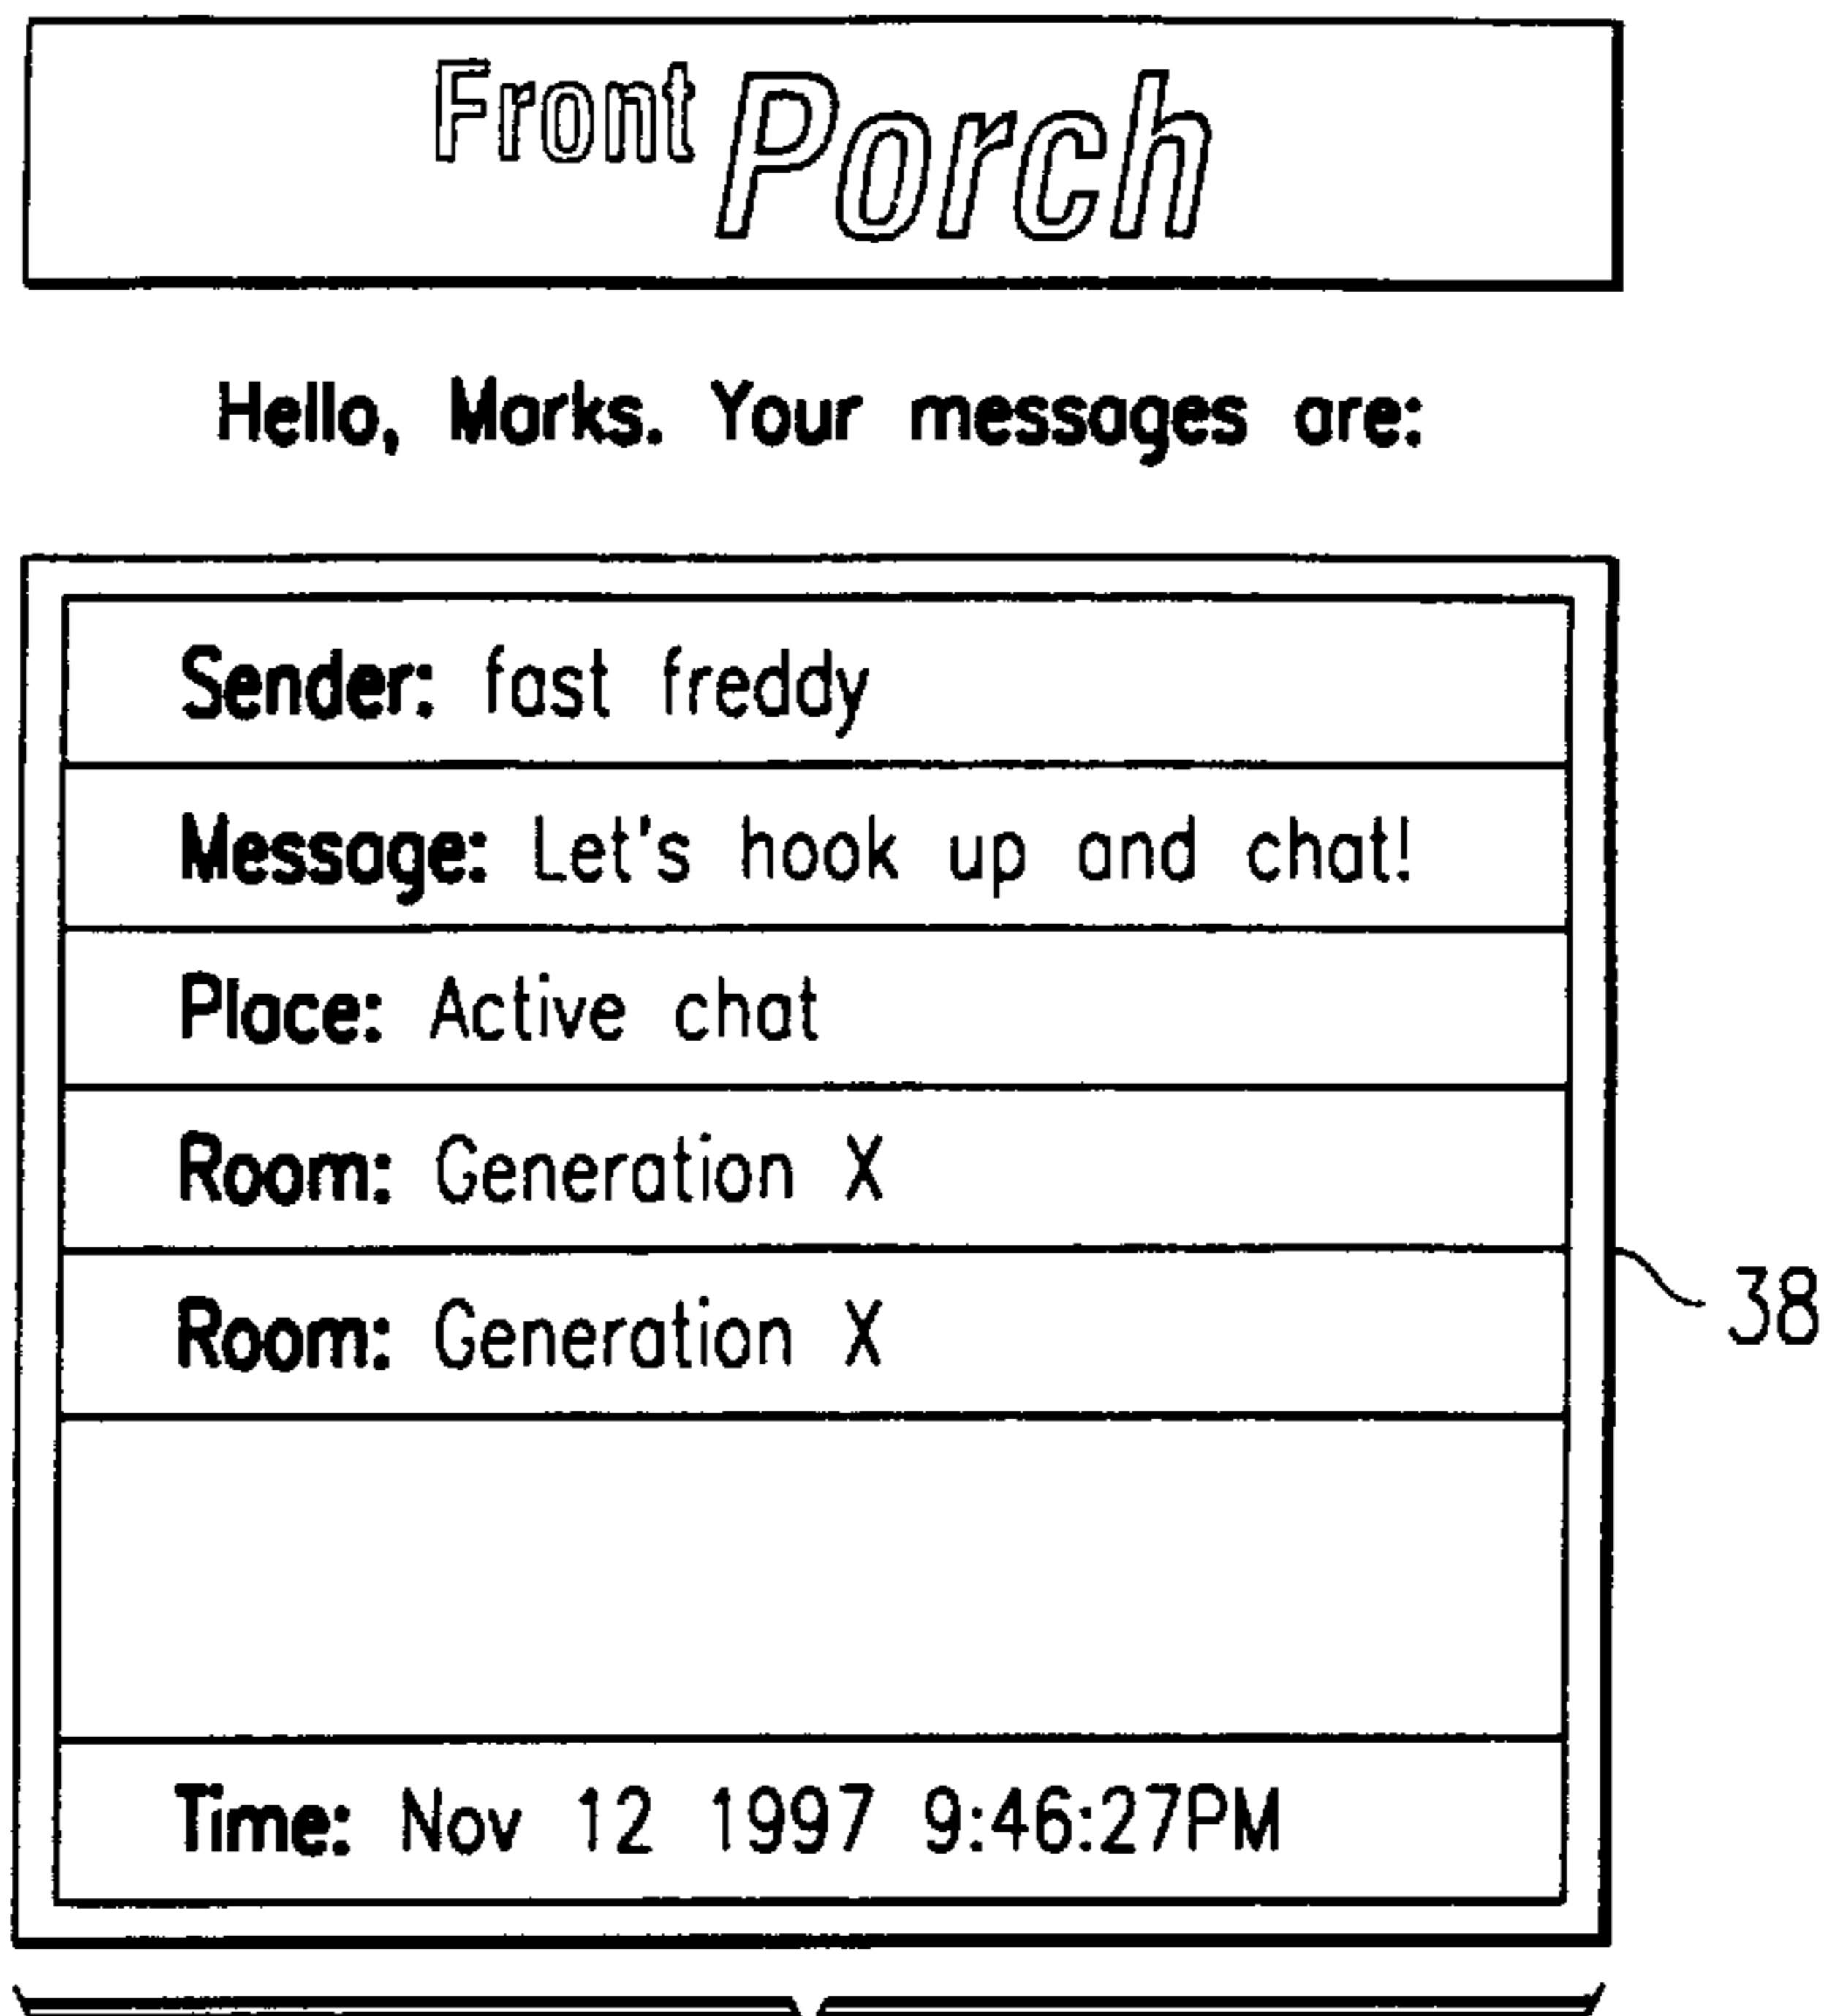 Front Porch
Hello, Marks. Your messages are:
Sender: fast freddy
Message: Let's hook up and chat!
Place: Active chat
Room: Generation X
Room: Generation X
38
Time: Nov 12 1997 9:46:27PM